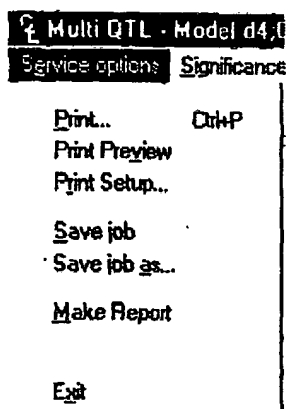 Multi QTL - Model d4;
Service options Significance
Print... Ctrl+P
Print Preview
Print Setup...
Save job
Save job as...
Make Report
Exit